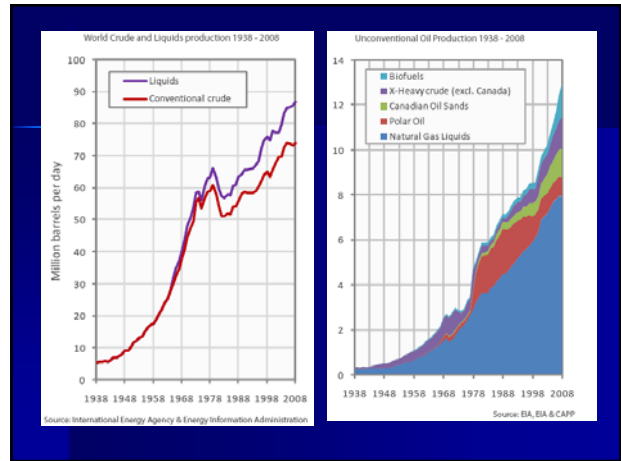 World Crude and Liquids production 1938 - 2008
100
90
80
70
60
50
40
30
20
10
0
Million barrels per day
Liquids
Conventional crude
1938 1948 1958 1968 1978 1988 1998 2008
Source: International Energy Agency & Energy Information Administration
Unconventional Oil Production 1938 - 2008
14
12
10
8
6
4
2
0
Biofuels
X-Heavy crude (excl. Canada)
Canadian Oil Sands
Polar Oil
Natural Gas Liquids
1938 1948 1958 1968 1978 1988 1998 2008
Source: EIA, EIA & CAPP